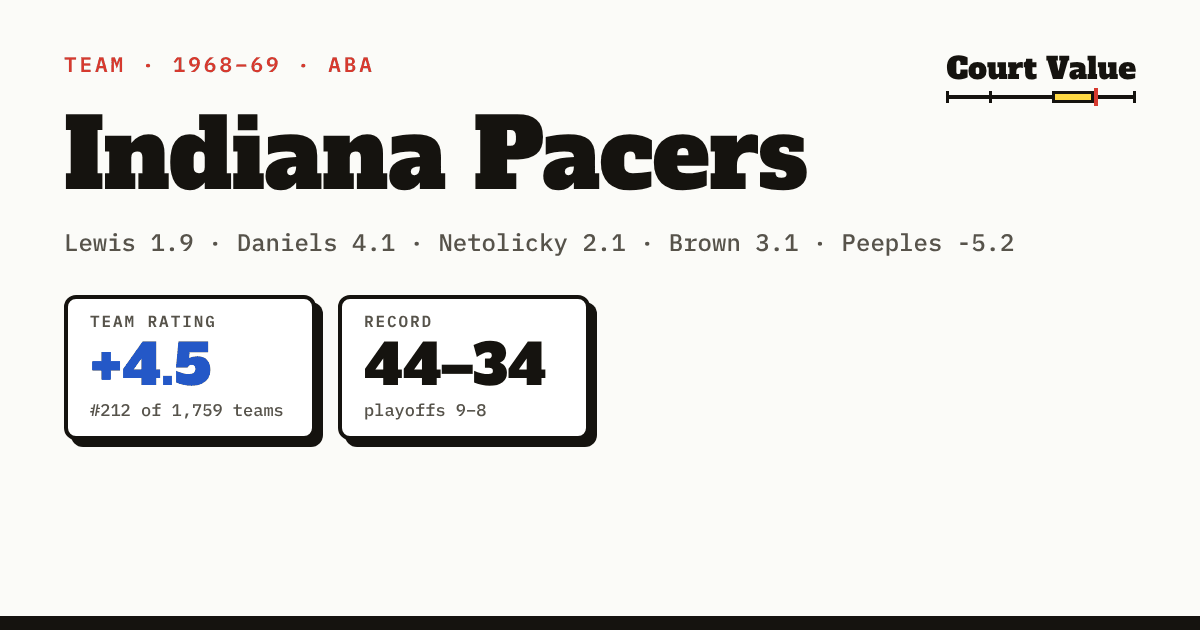 TEAM · 1968–69 · ABA
Court Value
Indiana Pacers
Lewis 1.9 · Daniels 4.1 · Netolicky 2.1 · Brown 3.1 · Peeples -5.2
TEAM RATING
+4.5
#212 of 1,759 teams
RECORD
44–34
playoffs 9–8